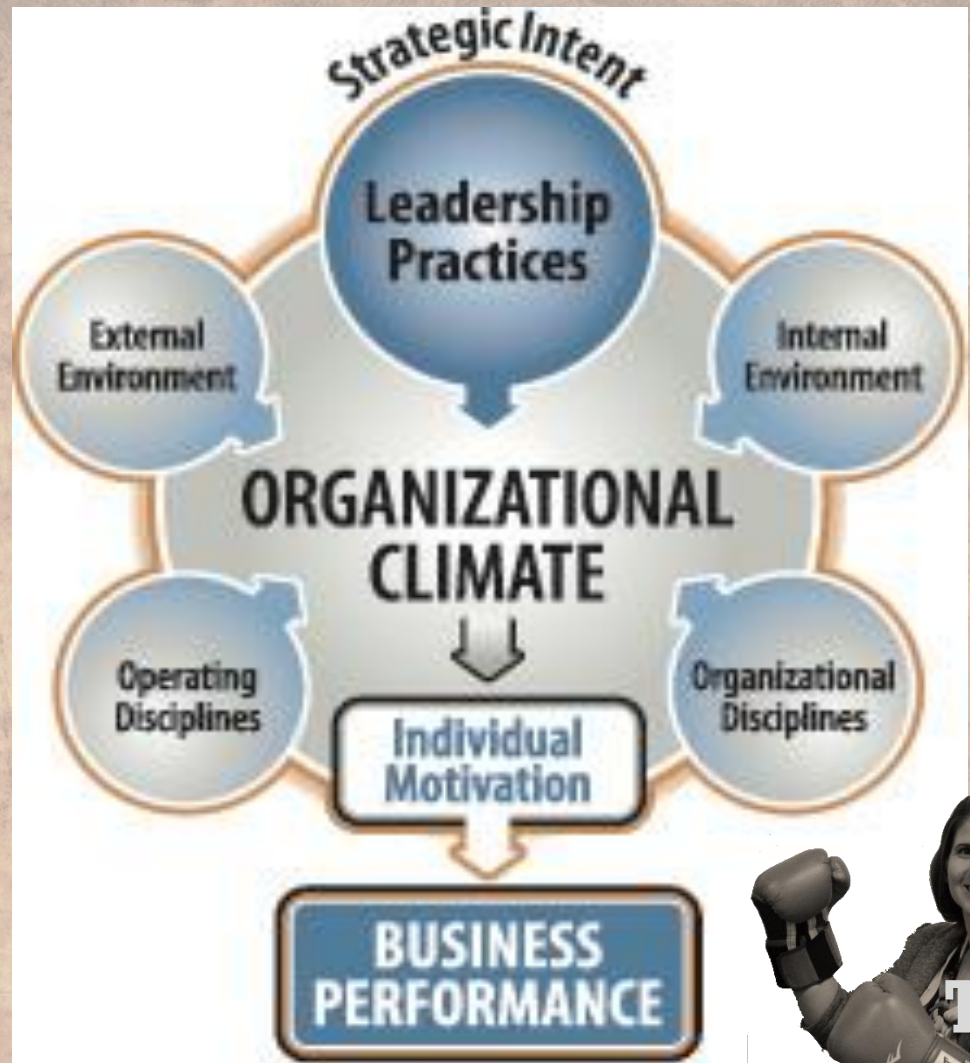 Strategic Intent
Leadership
Practices
External
Environment
Internal
Environment
ORGANIZATIONAL
CLIMATE
Operating
Disciplines
Organizational
Disciplines
Individual
Motivation
BUSINESS
PERFORMANCE